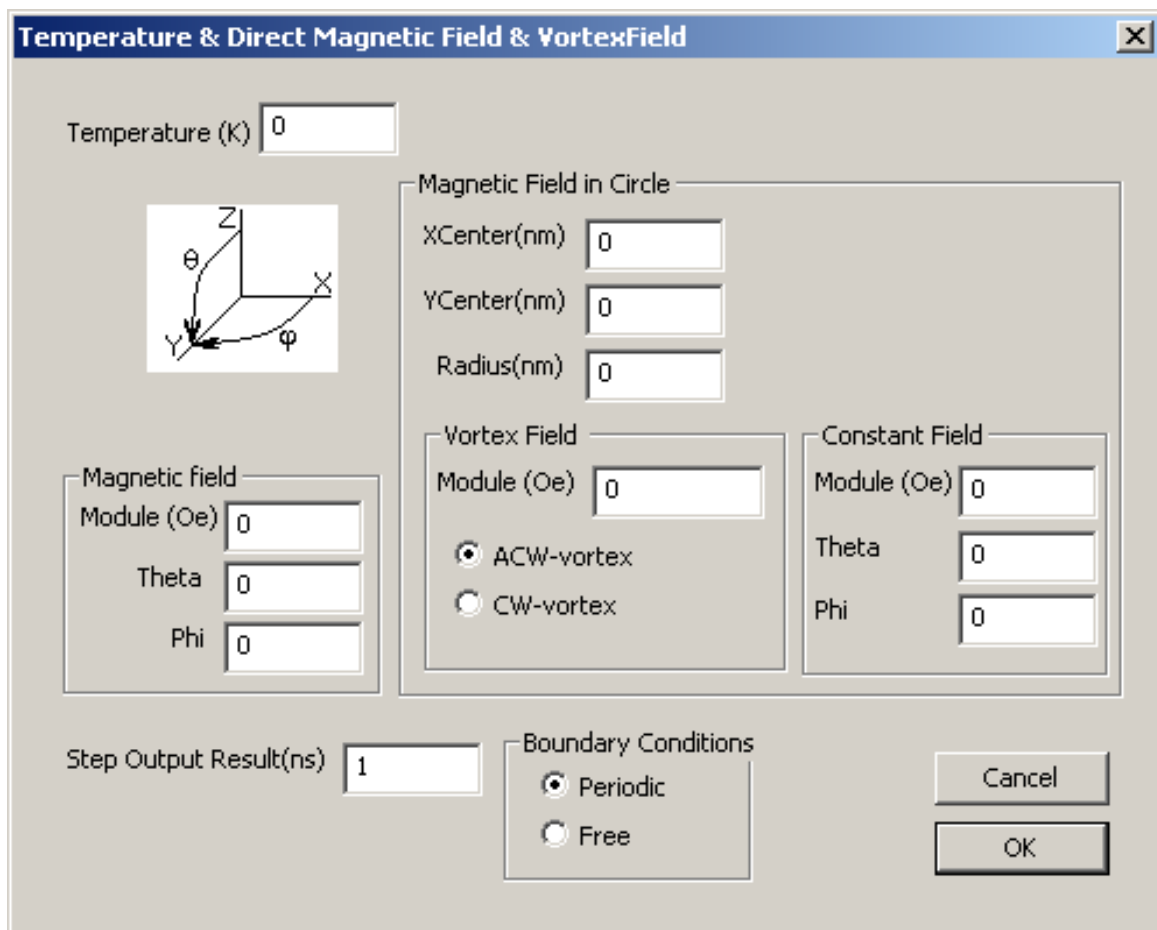 Temperature & Direct Magnetic Field & VortexField
Temperature (K) 0
Z
θ
X
Y
φ
Magnetic Field in Circle
XCenter(nm) 0
YCenter(nm) 0
Radius(nm) 0
Magnetic field
Module (Oe) 0
Theta 0
Phi 0
Vortex Field
Module (Oe) 0
ACW-vortex
CW-vortex
Constant Field
Module (Oe) 0
Theta 0
Phi 0
Step Output Result(ns) 1
Boundary Conditions
Periodic
Free
Cancel
OK